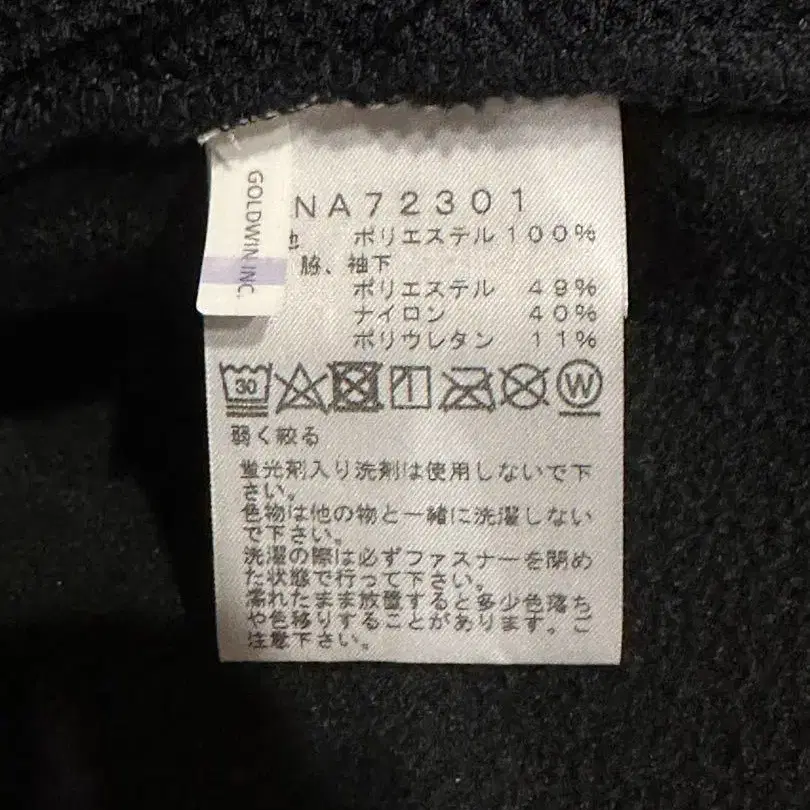 GOLDWIN INC.
NA72301
地 ポリエステル 100%
脇、袖下
ポリエステル 49%
ナイロン 40%
ポリウレタン 11%
30
W
弱く絞る
蛍光剤入り洗剤は使用しないで下
さい。
色物は他の物と一緒に洗濯しない
で下さい。
洗濯の際は必ずファスナーを閉め
た状態で行って下さい。
濡れたまま放置すると多少色落ち
や色移りすることがあります。ご
注意下さい。